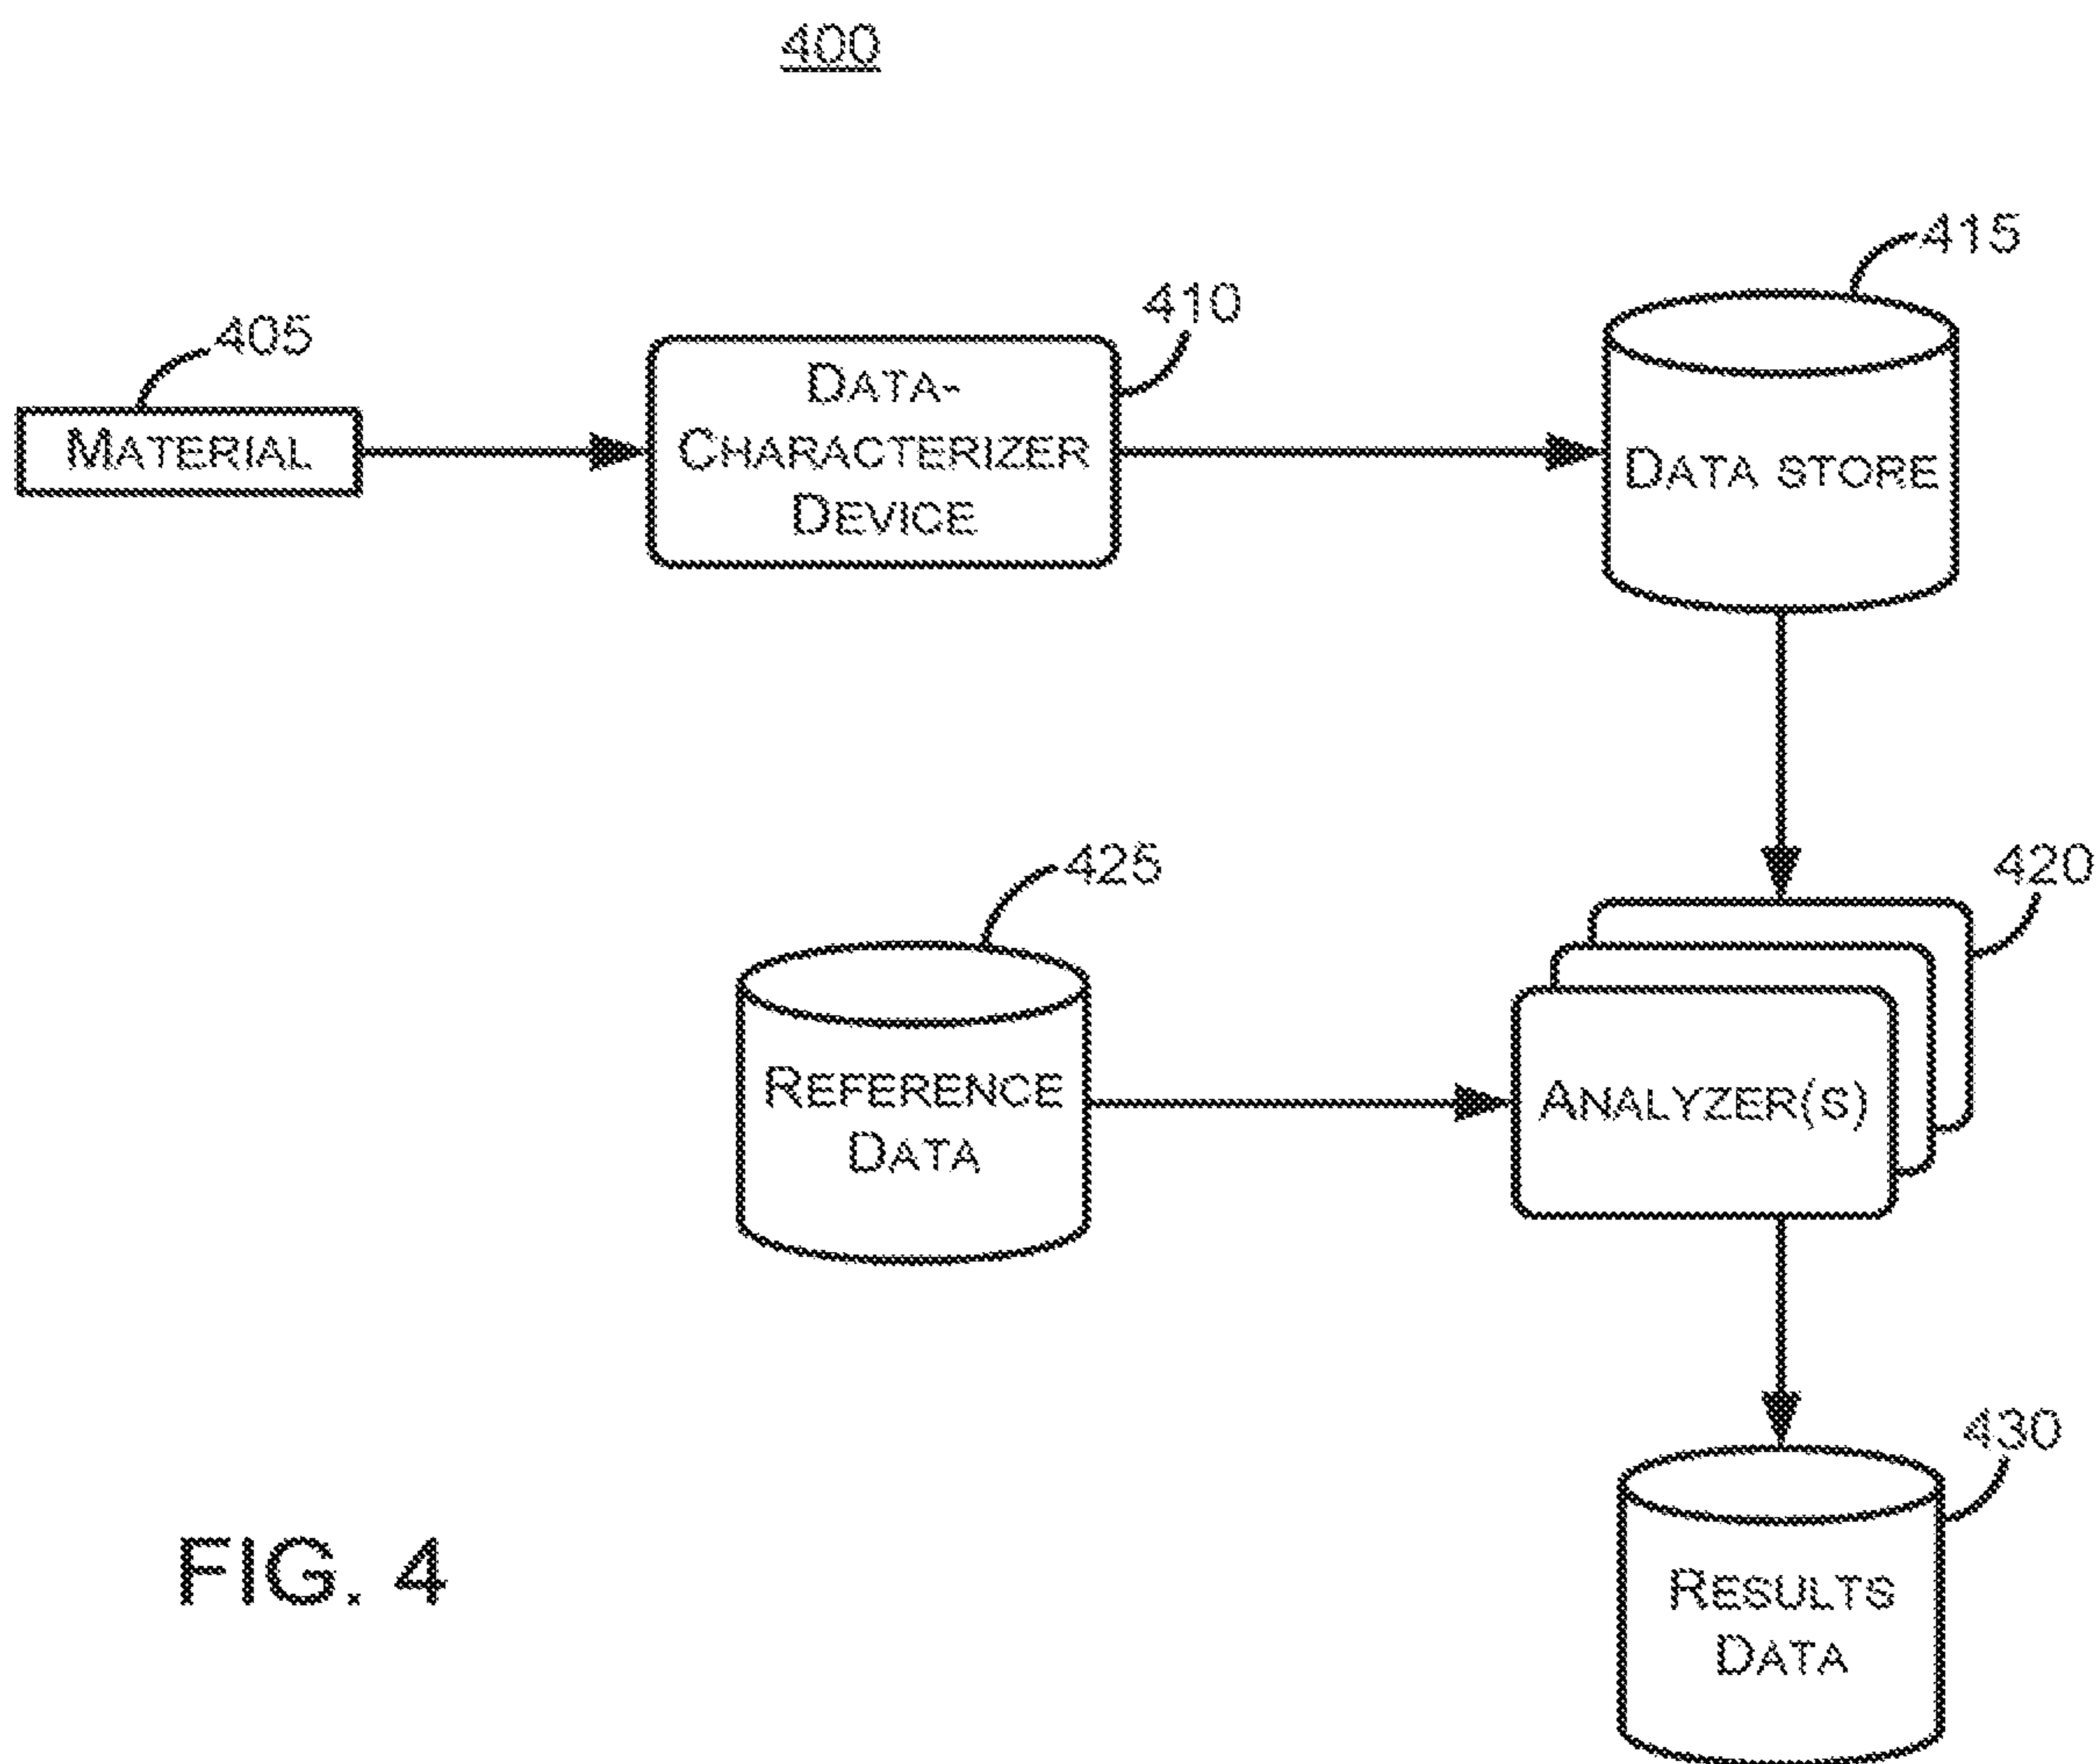 400
415
410
405
DATA-
CHARACTERIZER
DEVICE
MATERIAL
DATA STORE
425
420
REFERENCE
DATA
ANALYZER(S)
430
RESULTS
DATA
FIG. 4